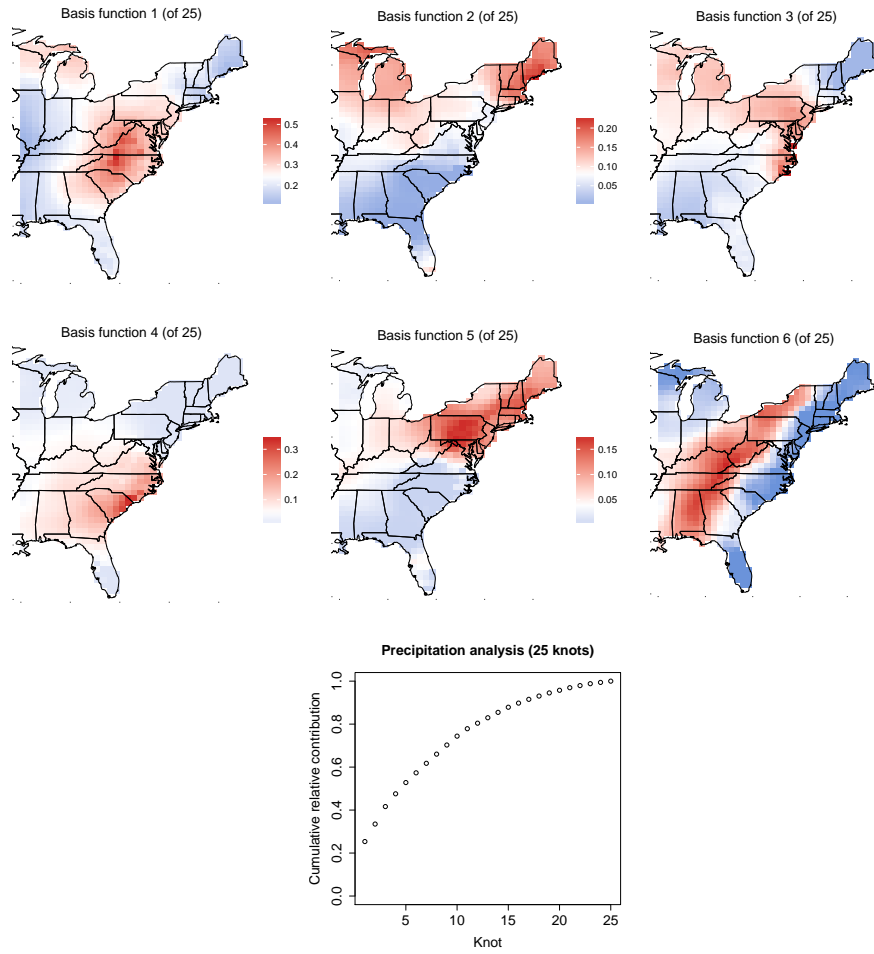 Basis function 1 (of 25)
Basis function 2 (of 25)
Basis function 3 (of 25)
0.5
0.4
0.3
0.2
0.20
0.15
0.10
0.05
Basis function 4 (of 25)
Basis function 5 (of 25)
Basis function 6 (of 25)
0.3
0.2
0.1
0.15
0.10
0.05
Precipitation analysis (25 knots)
Cumulative relative contribution
1.0
0.8
0.6
0.4
0.2
0.0
5 10 15 20 25
Knot